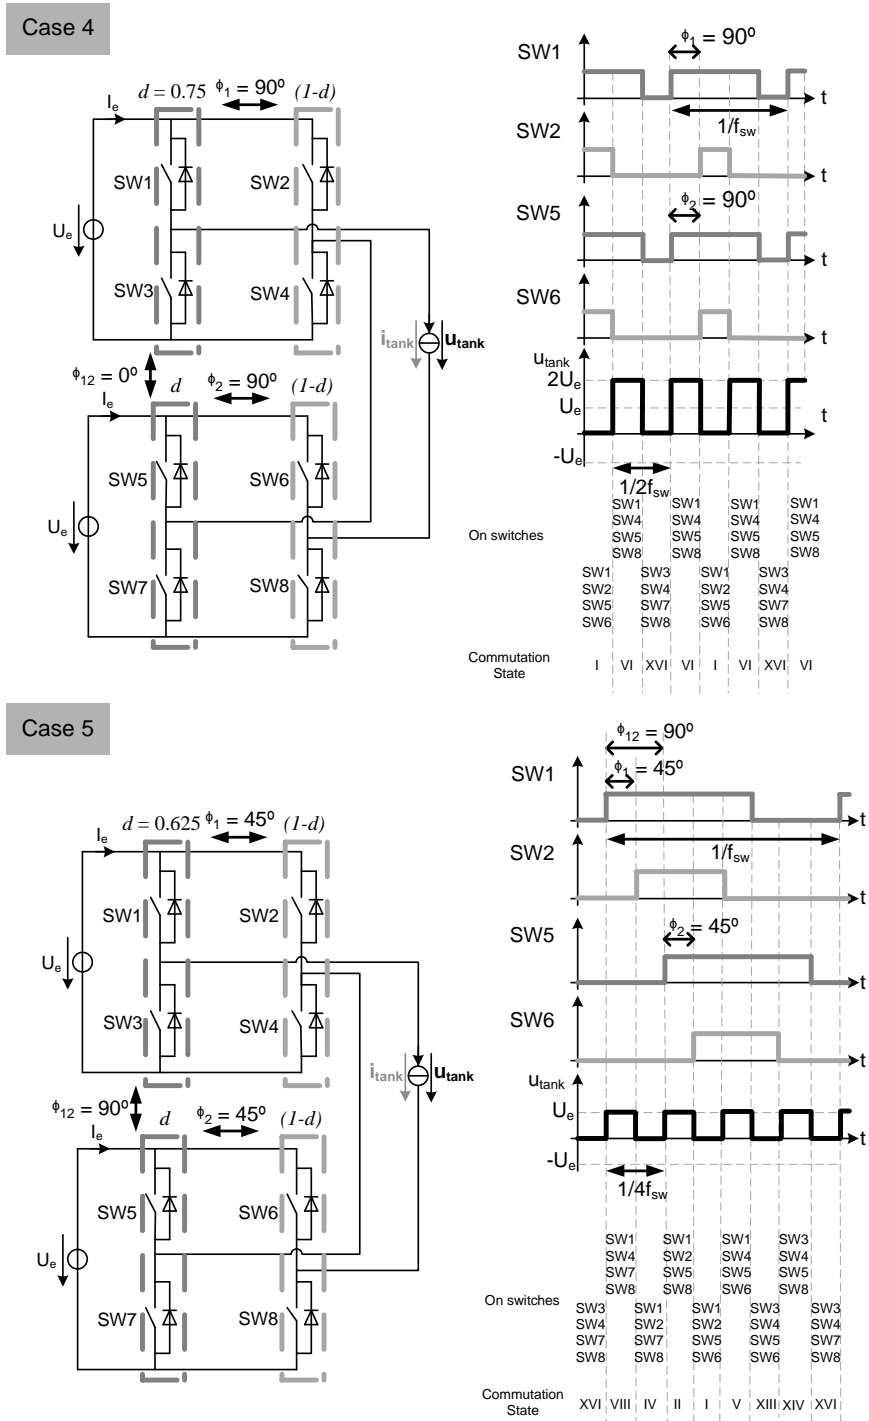 Case 4
d = 0.75 ϕ1 = 90º (1-d)
Ie
SW1
SW2
Ue
SW3
SW4
itank utank
ϕ12 = 0º d ϕ2 = 90º (1-d)
Ie
SW5
SW6
Ue
SW7
SW8
ϕ1 = 90º
SW1
t
1/fsw
SW2
t
ϕ2 = 90º
SW5
t
SW6
t
utank
2Ue
Ue
t
-Ue
1/2fsw
SW1 SW1 SW1 SW1
SW4 SW4 SW4 SW4
On switches SW5 SW5 SW5 SW5
SW8 SW8 SW8 SW8
SW1 SW3 SW1 SW3
SW2 SW4 SW2 SW4
SW5 SW7 SW5 SW7
SW6 SW8 SW6 SW8
Commutation
State
I VI XVI VI I VI XVI VI
Case 5
d = 0.625 ϕ1 = 45º (1-d)
Ie
SW1
SW2
Ue
SW3
SW4
itank utank
ϕ12 = 90º d ϕ2 = 45º (1-d)
Ie
SW5
SW6
Ue
SW7
SW8
ϕ12 = 90º
ϕ1 = 45º
SW1
t
1/fsw
SW2
t
ϕ2 = 45º
SW5
t
SW6
t
utank
Ue
t
-Ue
1/4fsw
SW1 SW1 SW1 SW3
SW4 SW2 SW4 SW4
SW7 SW5 SW5 SW5
SW8 SW8 SW6 SW8
On switches
SW3 SW1 SW1 SW3 SW3
SW4 SW2 SW2 SW4 SW4
SW7 SW7 SW5 SW5 SW7
SW8 SW8 SW6 SW6 SW8
Commutation
State
XVI VIII IV II I V XIII XIV XVI